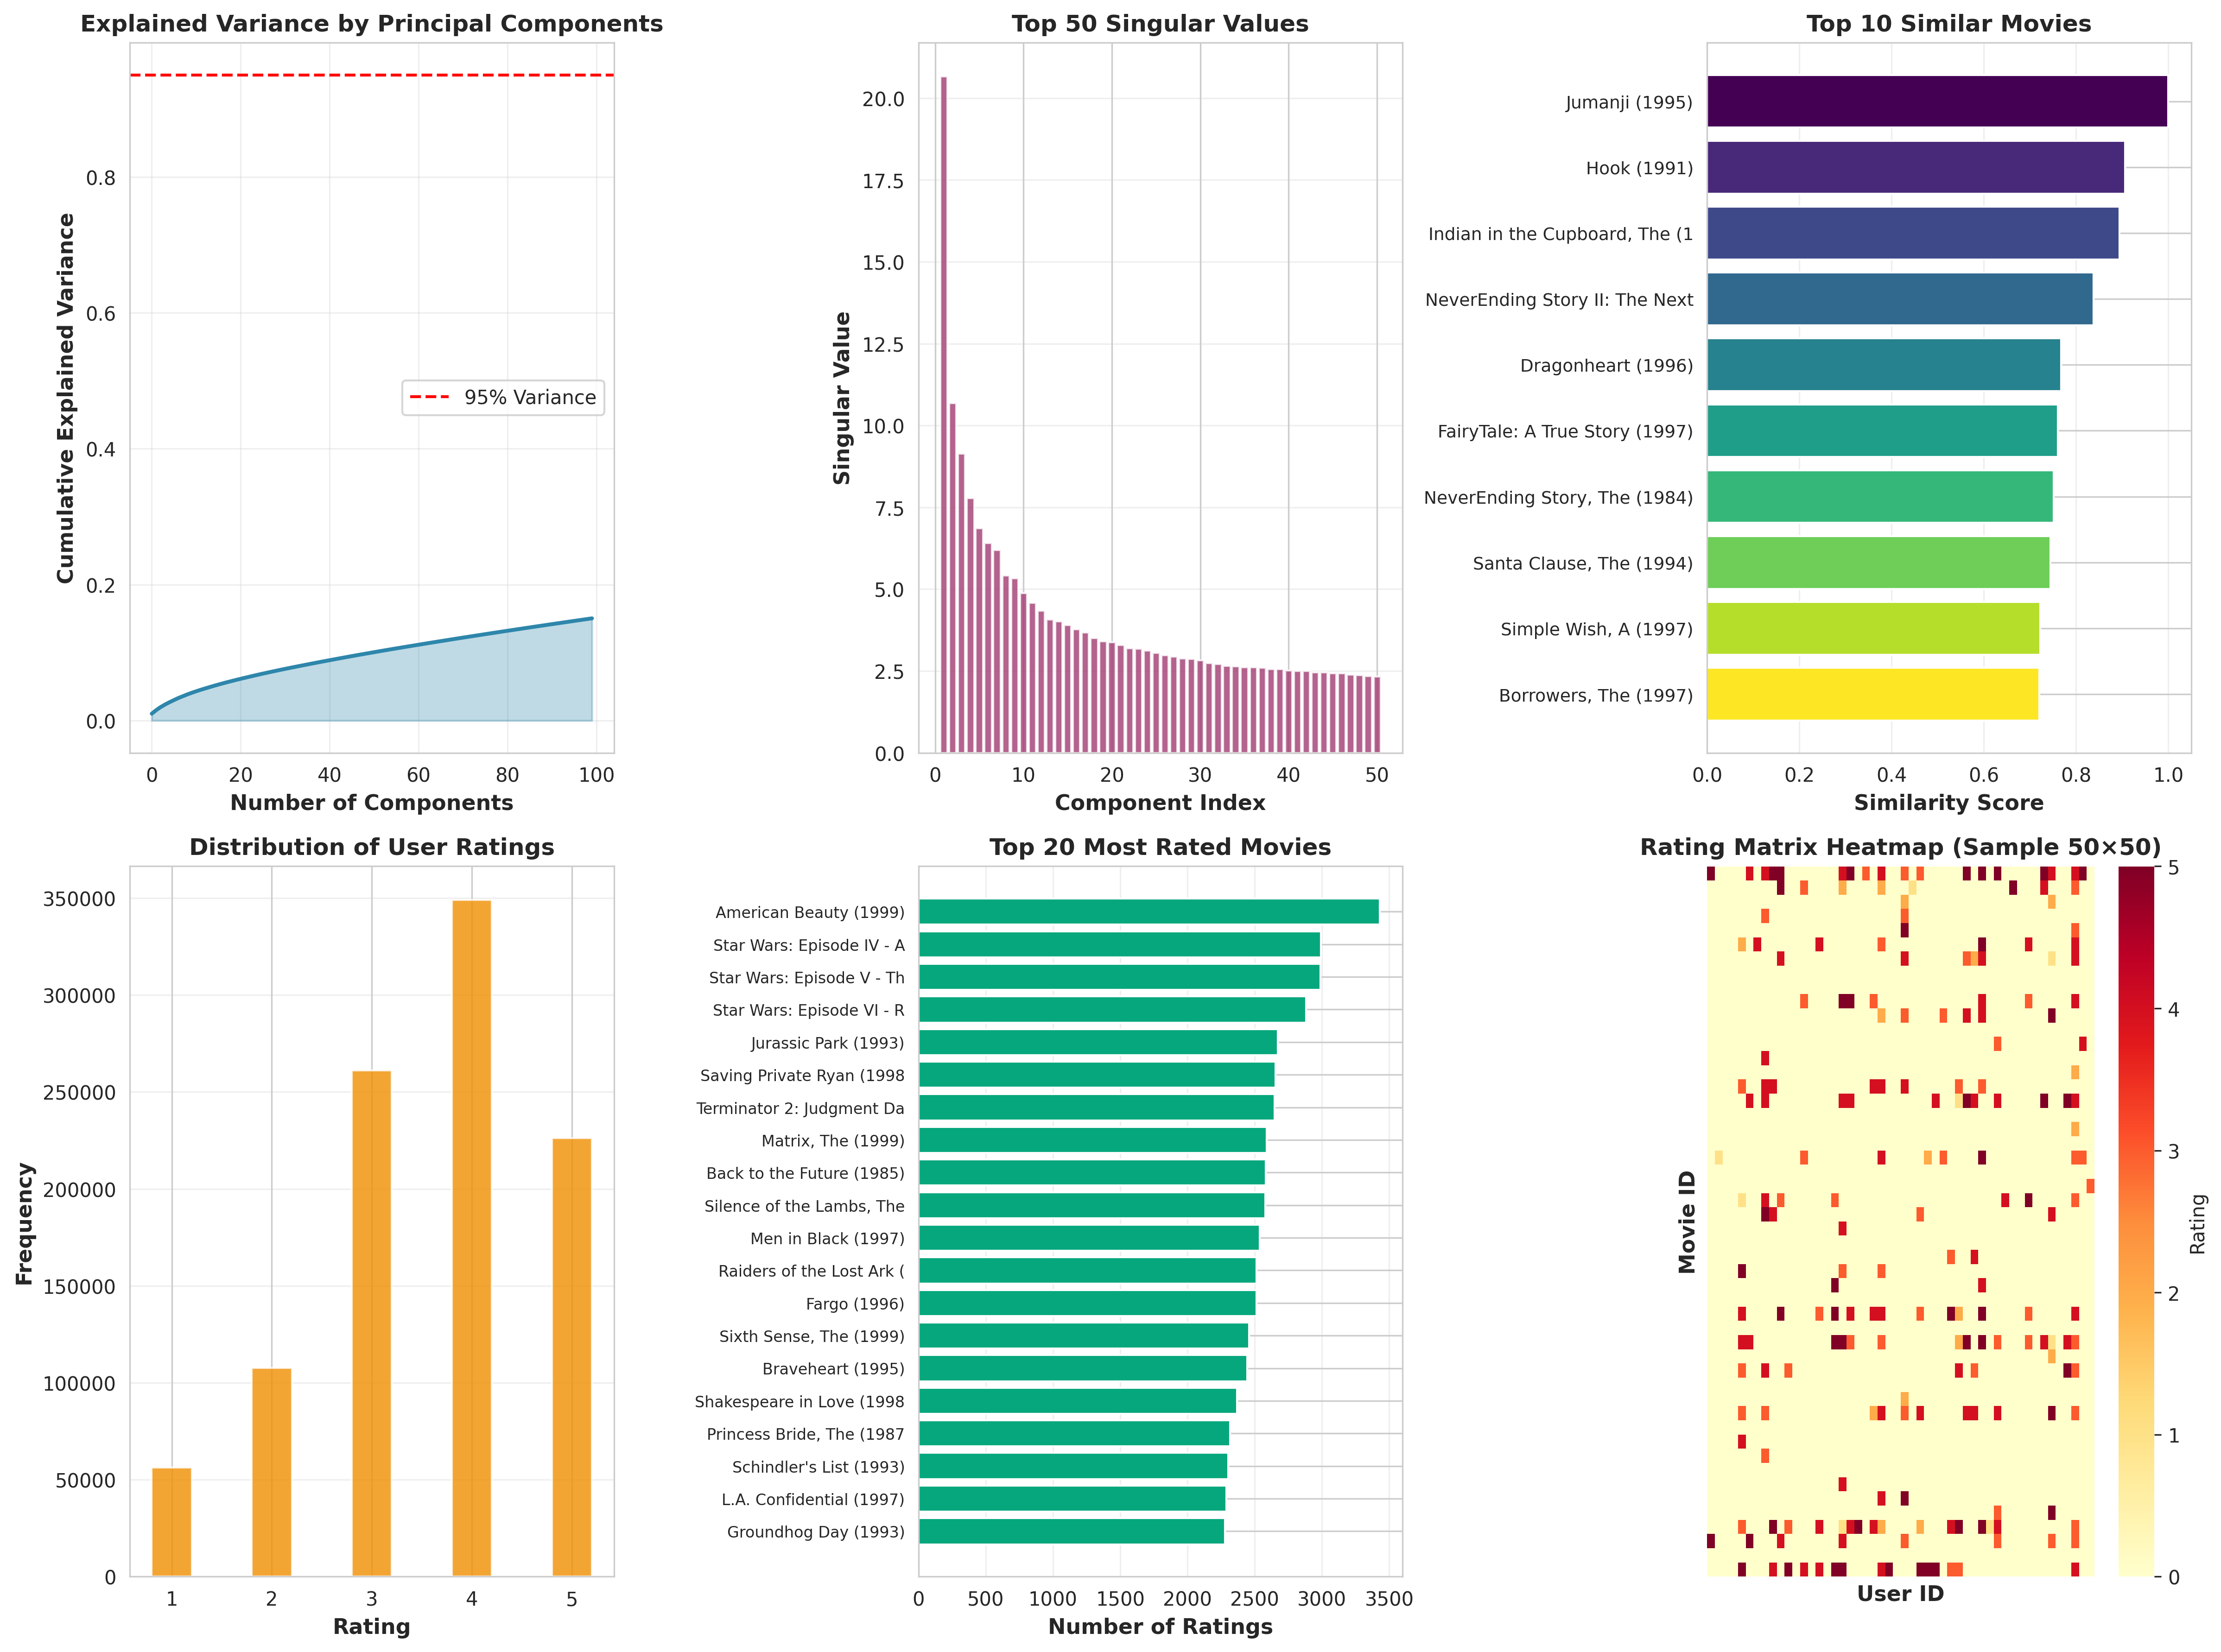 Explained Variance by Principal Components
Cumulative Explained Variance
0.8
0.6
0.4
0.2
0.0
95% Variance
0 20 40 60 80 100
Number of Components
Top 50 Singular Values
Singular Value
20.0
17.5
15.0
12.5
10.0
7.5
5.0
2.5
0.0
0 10 20 30 40 50
Component Index
Top 10 Similar Movies
Jumanji (1995)
Hook (1991)
Indian in the Cupboard, The (1
NeverEnding Story II: The Next
Dragonheart (1996)
FairyTale: A True Story (1997)
NeverEnding Story, The (1984)
Santa Clause, The (1994)
Simple Wish, A (1997)
Borrowers, The (1997)
0.0 0.2 0.4 0.6 0.8 1.0
Similarity Score
Distribution of User Ratings
Frequency
350000
300000
250000
200000
150000
100000
50000
0
1 2 3 4 5
Rating
Top 20 Most Rated Movies
American Beauty (1999)
Star Wars: Episode IV - A
Star Wars: Episode V - Th
Star Wars: Episode VI - R
Jurassic Park (1993)
Saving Private Ryan (1998
Terminator 2: Judgment Da
Matrix, The (1999)
Back to the Future (1985)
Silence of the Lambs, The
Men in Black (1997)
Raiders of the Lost Ark (
Fargo (1996)
Sixth Sense, The (1999)
Braveheart (1995)
Shakespeare in Love (1998
Princess Bride, The (1987
Schindler's List (1993)
L.A. Confidential (1997)
Groundhog Day (1993)
0 500 1000 1500 2000 2500 3000 3500
Number of Ratings
Rating Matrix Heatmap (Sample 50×50)
Movie ID
User ID
5
4
3
2
1
0
Rating